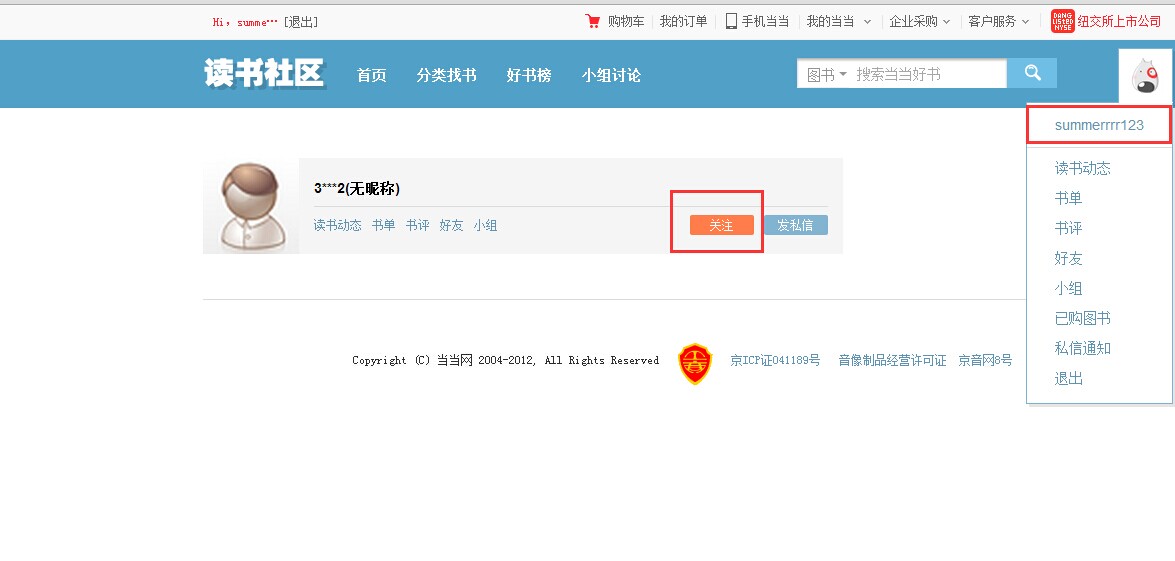 Hi，summe··· [退出]
购物车 我的订单 手机当当 我的当当 企业采购 客户服务 DANG LISTED NYSE 纽交所上市公司
读书社区 首页 分类找书 好书榜 小组讨论 图书 搜索当当好书
summerrrr123
3***2(无昵称)
读书动态 书单 书评 好友 小组 关注 发私信
读书动态
书单
书评
好友
小组
已购图书
私信通知
退出
Copyright (C) 当当网 2004-2012, All Rights Reserved 京ICP证041189号 音像制品经营许可证 京音网8号